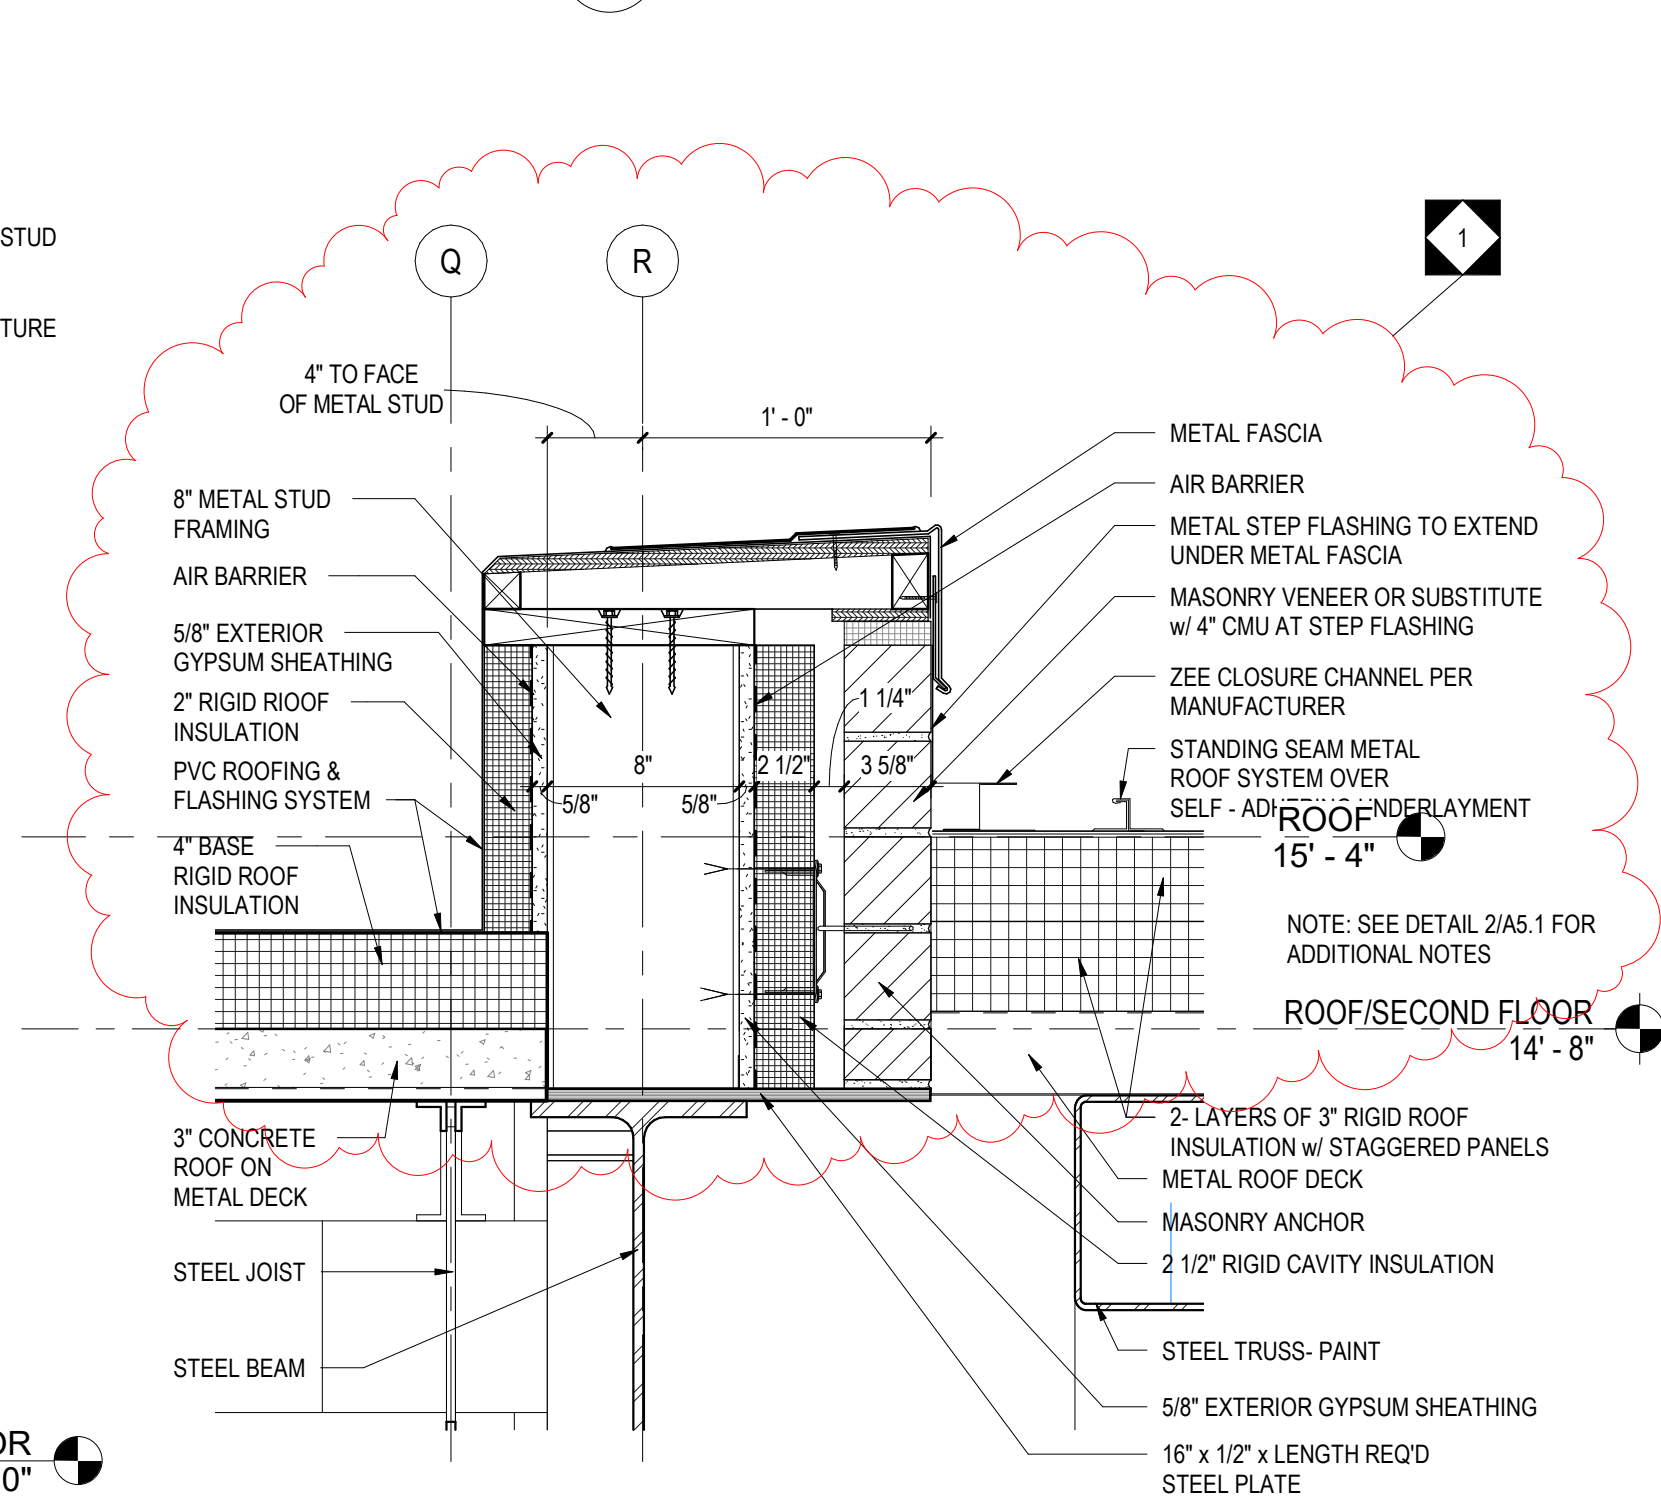 STUD
TURE
Q
R
1
4" TO FACE
OF METAL STUD
1' - 0"
8" METAL STUD
FRAMING
AIR BARRIER
5/8" EXTERIOR
GYPSUM SHEATHING
2" RIGID RIOOF
INSULATION
PVC ROOFING &
FLASHING SYSTEM
4" BASE
RIGID ROOF
INSULATION
3" CONCRETE
ROOF ON
METAL DECK
STEEL JOIST
STEEL BEAM
8"
5/8"
5/8"
2 1/2"
1 1/4"
3 5/8"
METAL FASCIA
AIR BARRIER
METAL STEP FLASHING TO EXTEND
UNDER METAL FASCIA
MASONRY VENEER OR SUBSTITUTE
w/ 4" CMU AT STEP FLASHING
ZEE CLOSURE CHANNEL PER
MANUFACTURER
STANDING SEAM METAL
ROOF SYSTEM OVER
SELF - ADHERING UNDERLAYMENT
ROOF
15' - 4"
NOTE: SEE DETAIL 2/A5.1 FOR
ADDITIONAL NOTES
ROOF/SECOND FLOOR
14' - 8"
2- LAYERS OF 3" RIGID ROOF
INSULATION w/ STAGGERED PANELS
METAL ROOF DECK
MASONRY ANCHOR
2 1/2" RIGID CAVITY INSULATION
STEEL TRUSS- PAINT
5/8" EXTERIOR GYPSUM SHEATHING
16" x 1/2" x LENGTH REQ'D
STEEL PLATE
OR
0"